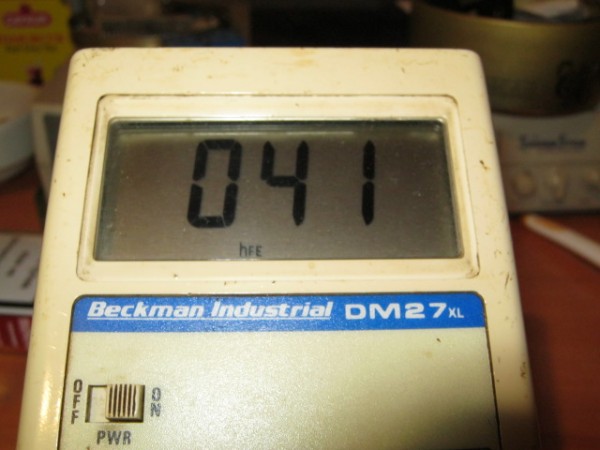 041
hFE
Beckman Industrial DM27XL
OFF
ON
PWR